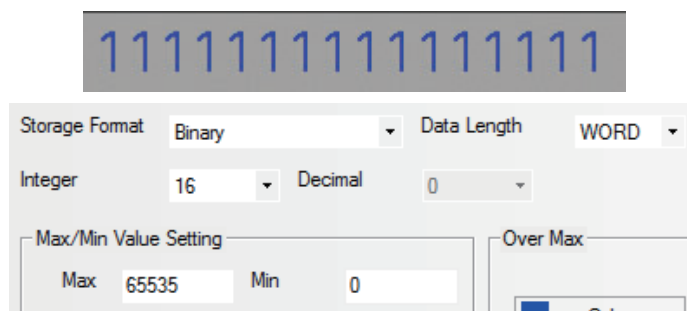 1111111111111111
Storage Format Binary Data Length WORD
Integer 16 Decimal 0
Max/Min Value Setting Over Max
Max 65535 Min 0